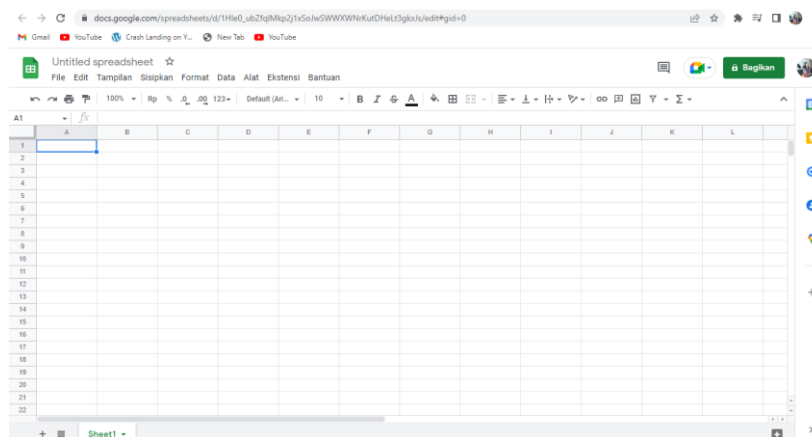 docs.google.com/spreadsheets/d/1Hle0_ubZfqlMkp2j1xSoJwSWWXWNrKutDHeLt3gkxJs/edit#gid=0
Gmail YouTube Crash Landing on Y... New Tab YouTube
Untitled spreadsheet
File Edit Tampilan Sisipkan Format Data Alat Ekstensi Bantuan
Bagikan
100% Rp % .0 .00 123 Default (Ari... 10 B I S A
A1 fx
A B C D E F G H I J K L
1
2
3
4
5
6
7
8
9
10
11
12
13
14
15
16
17
18
19
20
21
22
Sheet1